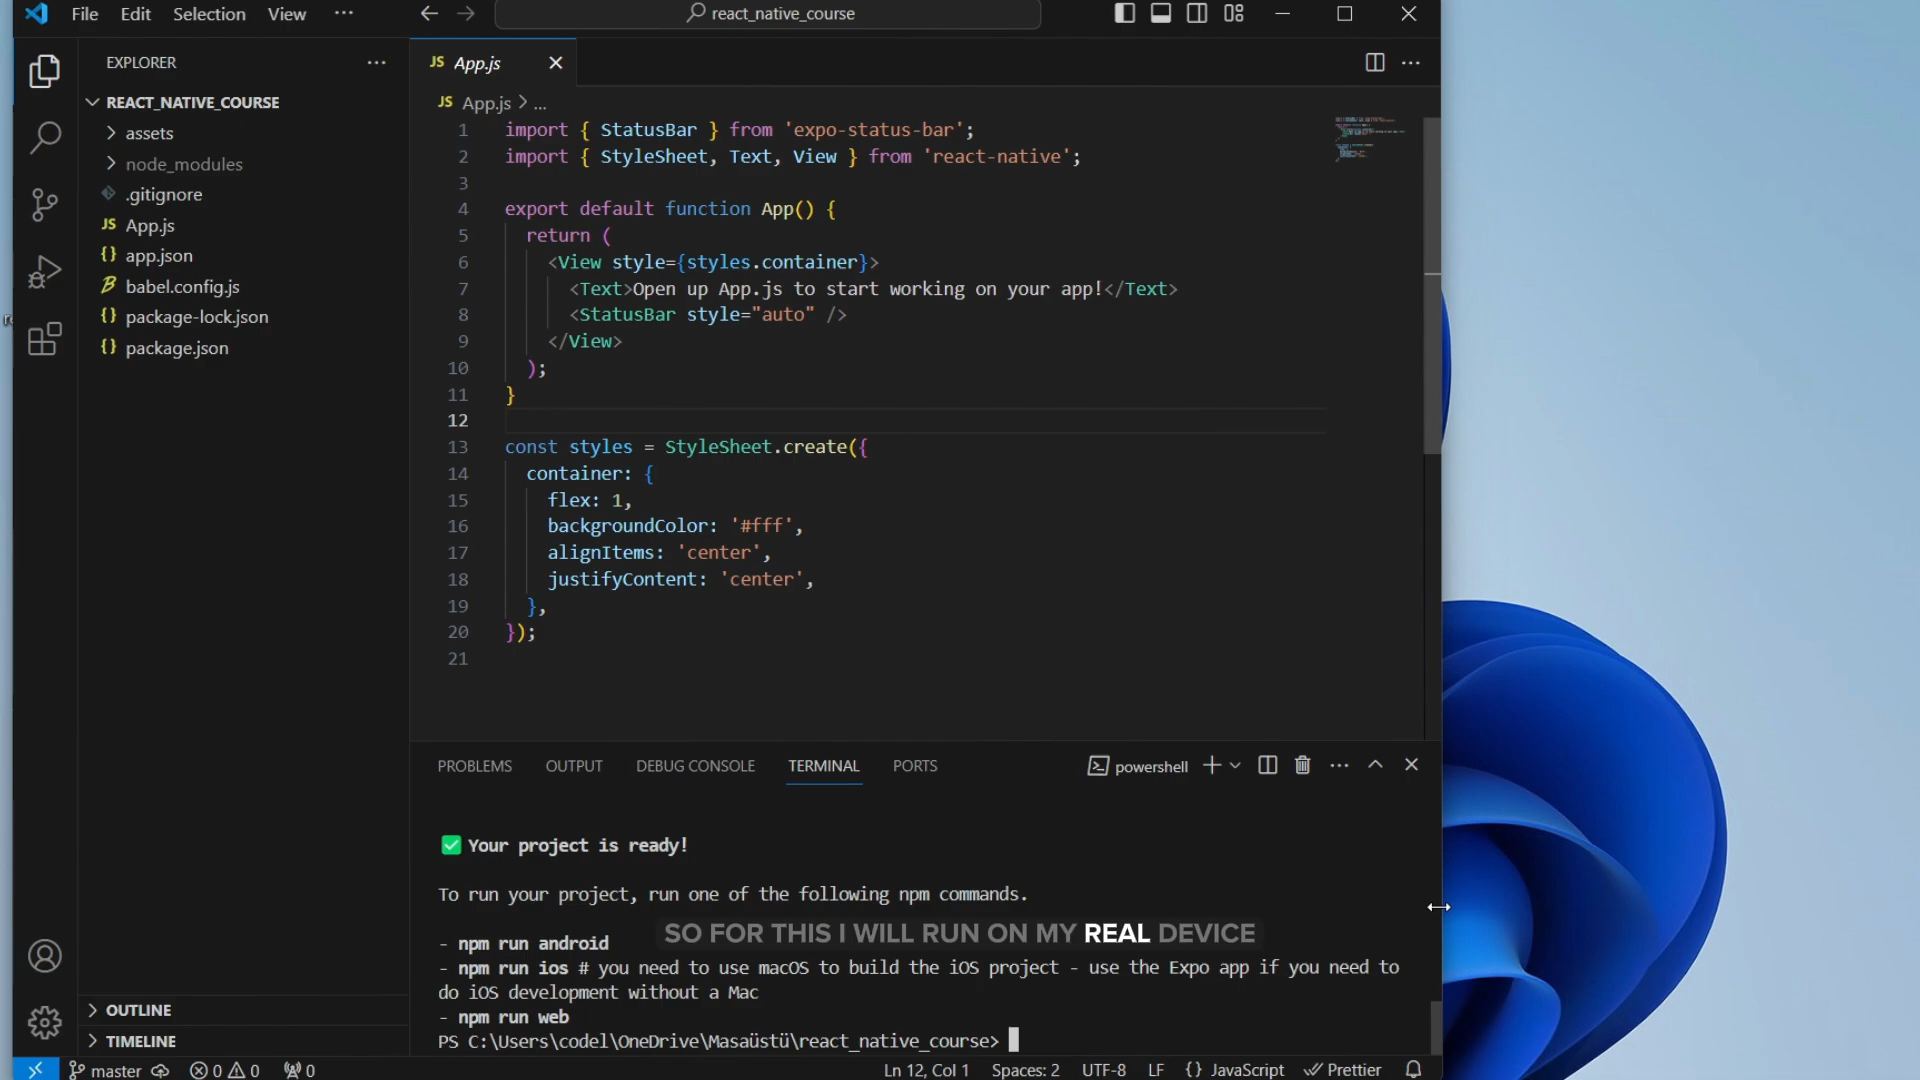 File Edit Selection View ···
react_native_course
EXPLORER
REACT_NATIVE_COURSE
assets
node_modules
.gitignore
JS App.js
{} app.json
babel.config.js
{} package-lock.json
{} package.json
OUTLINE
TIMELINE
JS App.js
JS App.js > ...
1 import { StatusBar } from 'expo-status-bar';
2 import { StyleSheet, Text, View } from 'react-native';
3
4 export default function App() {
5 return (
6 <View style={styles.container}>
7 <Text>Open up App.js to start working on your app!</Text>
8 <StatusBar style="auto" />
9 </View>
10 );
11 }
12
13 const styles = StyleSheet.create({
14 container: {
15 flex: 1,
16 backgroundColor: '#fff',
17 alignItems: 'center',
18 justifyContent: 'center',
19 },
20 });
21
PROBLEMS OUTPUT DEBUG CONSOLE TERMINAL PORTS
powershell
Your project is ready!
To run your project, run one of the following npm commands.
SO FOR THIS I WILL RUN ON MY REAL DEVICE
- npm run android
- npm run ios # you need to use macOS to build the iOS project - use the Expo app if you need to
do iOS development without a Mac
- npm run web
PS C:\Users\codel\OneDrive\Masaüstü\react_native_course>
master 0 0 0 Ln 12, Col 1 Spaces: 2 UTF-8 LF {} JavaScript Prettier